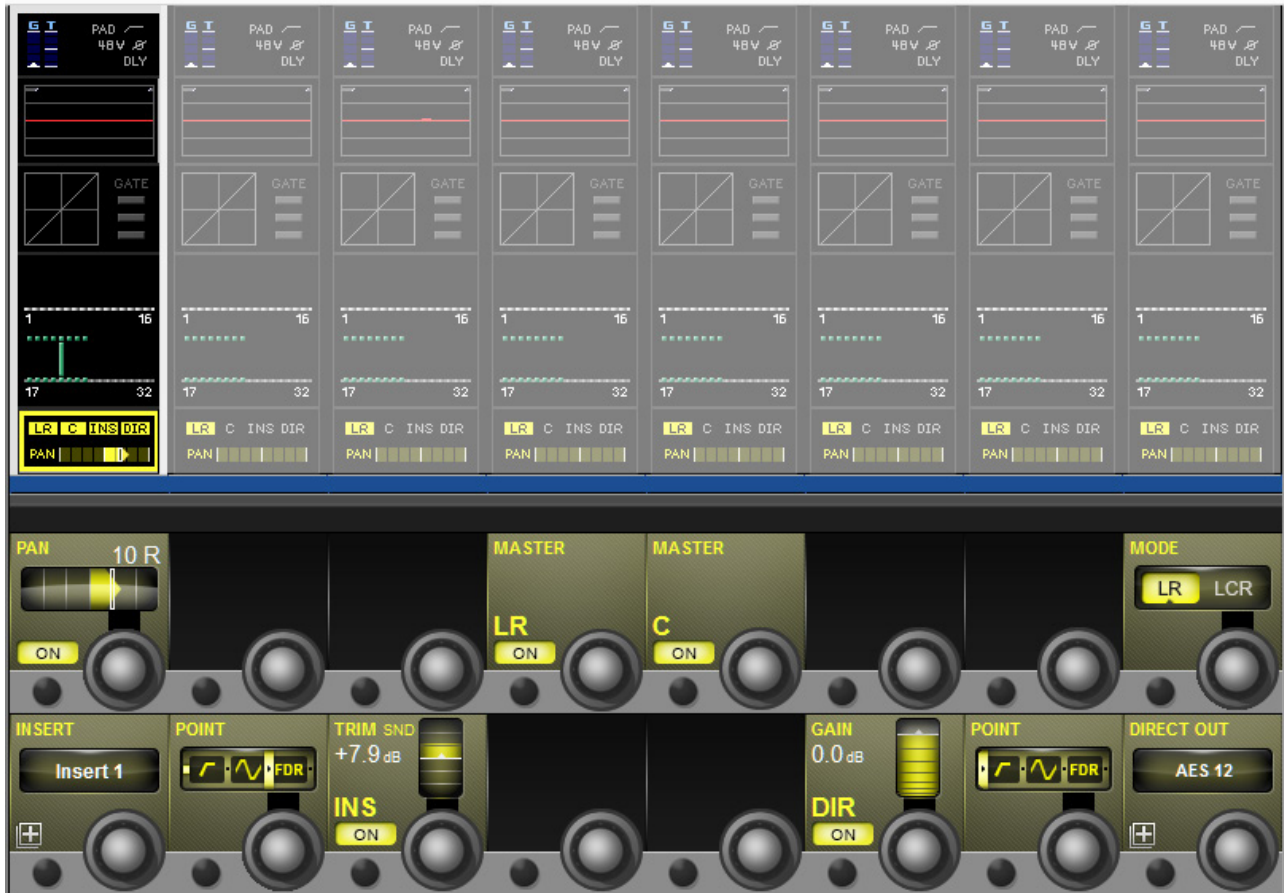 G T PAD G T PAD G T PAD G T PAD G T PAD G T PAD G T PAD G T PAD
48V 48V 48V 48V 48V 48V 48V 48V
DLY DLY DLY DLY DLY DLY DLY DLY
GATE GATE GATE GATE GATE GATE GATE GATE
1 16 1 16 1 16 1 16 1 16 1 16 1 16 1 16
17 32 17 32 17 32 17 32 17 32 17 32 17 32 17 32
LR C INS DIR LR C INS DIR LR C INS DIR LR C INS DIR LR C INS DIR LR C INS DIR LR C INS DIR LR C INS DIR
PAN PAN PAN PAN PAN PAN PAN PAN
PAN MASTER MASTER MODE
10 R
LR LCR
LR C
ON ON ON
INSERT POINT TRIM SND GAIN POINT DIRECT OUT
+7.9 dB 0.0 dB
Insert 1 FDR FDR AES 12
INS DIR
ON ON